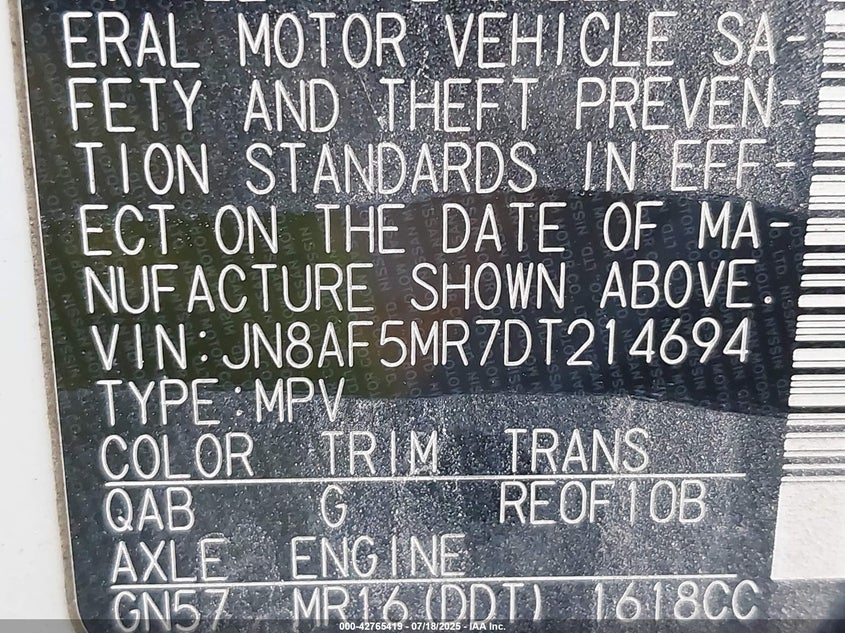 ERAL MOTOR VEHICLE SA-
FETY AND THEFT PREVEN-
TION STANDARDS IN EFF-
ECT ON THE DATE OF MA-
NUFACTURE SHOWN ABOVE.
VIN:JN8AF5MR7DT214694
TYPE:MPV
COLOR TRIM TRANS
QAB G RE0F10B
AXLE ENGINE
GN57 MR16(DDT) 1618CC
000-42765419 - 07/18/2025 - IAA Inc.